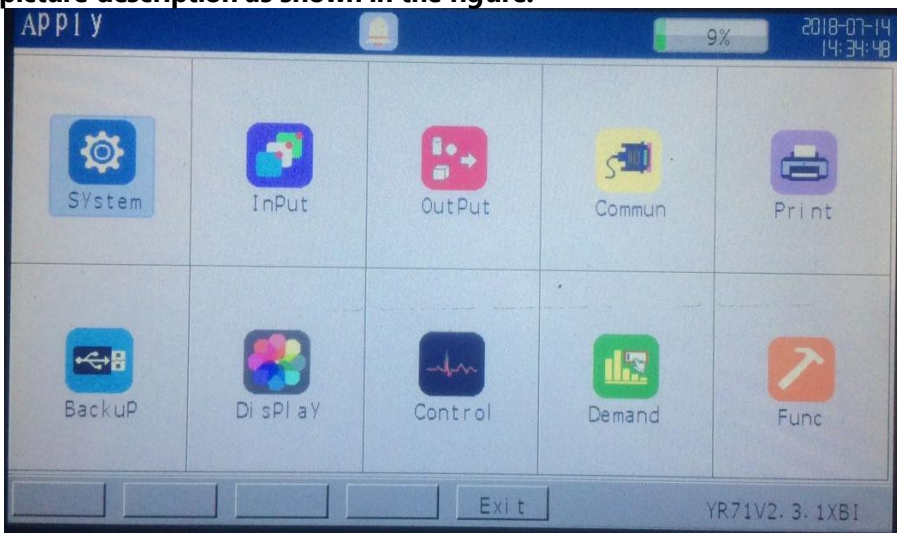 picture description as shown in the figure.
APPly
9%
2018-07-14
14:34:48
SYstem
InPut
OutPut
Commun
Print
BackuP
DisPlaY
Control
Demand
Func
Exit
YR71V2.3.1XBI